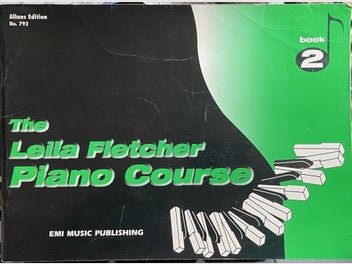 Allans Edition
No. 792
book
2
The
Leila Fletcher
Piano Course
EMI MUSIC PUBLISHING